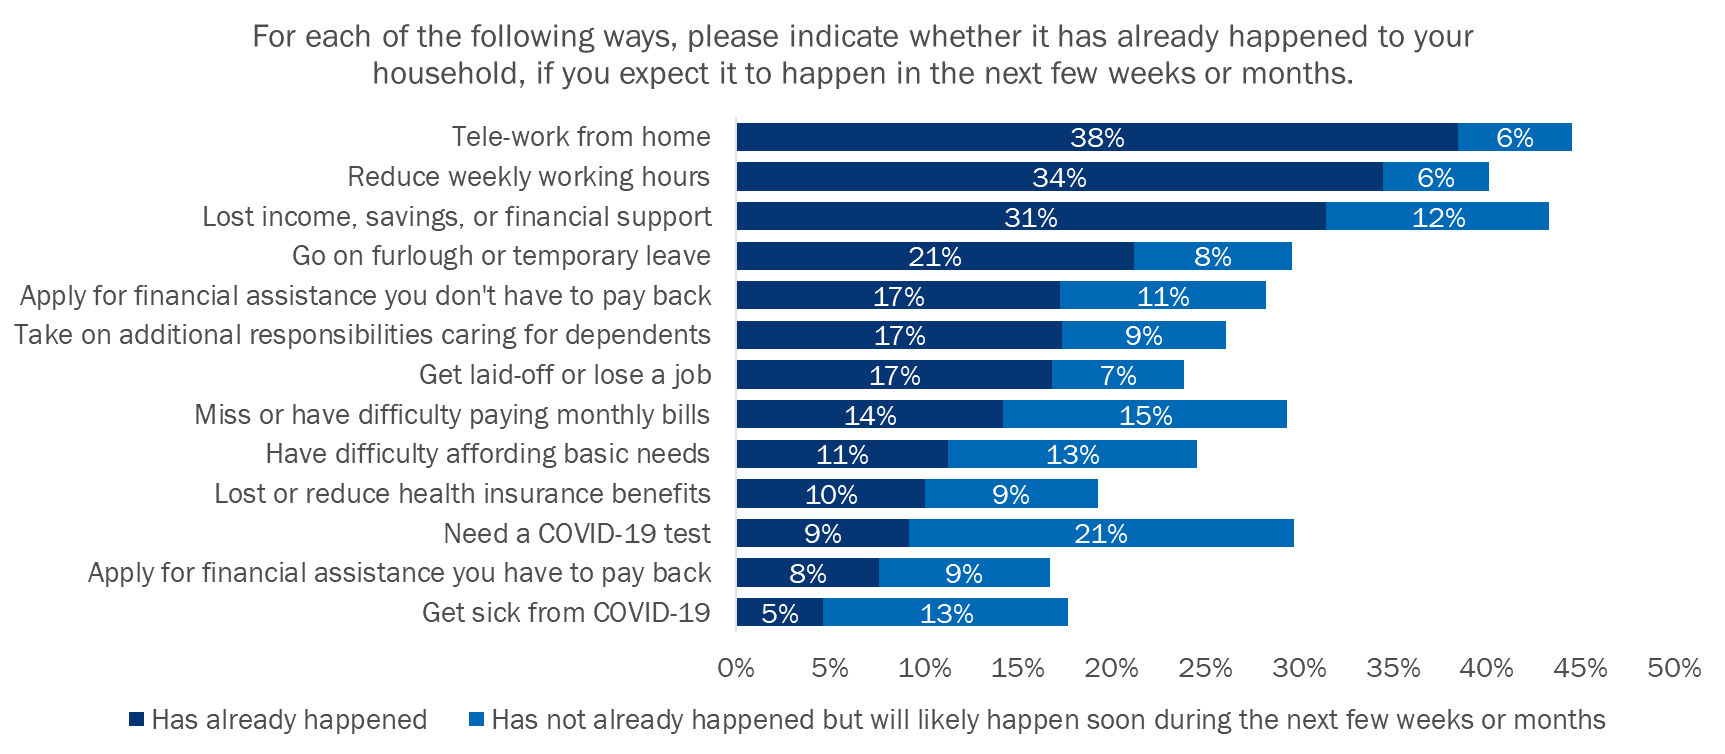 For each of the following ways, please indicate whether it has already happened to your
household, if you expect it to happen in the next few weeks or months.
Tele-work from home 38% 6%
Reduce weekly working hours 34% 6%
Lost income, savings, or financial support 31% 12%
Go on furlough or temporary leave 21% 8%
Apply for financial assistance you don't have to pay back 17% 11%
Take on additional responsibilities caring for dependents 17% 9%
Get laid-off or lose a job 17% 7%
Miss or have difficulty paying monthly bills 14% 15%
Have difficulty affording basic needs 11% 13%
Lost or reduce health insurance benefits 10% 9%
Need a COVID-19 test 9% 21%
Apply for financial assistance you have to pay back 8% 9%
Get sick from COVID-19 5% 13%
0% 5% 10% 15% 20% 25% 30% 35% 40% 45% 50%
Has already happened Has not already happened but will likely happen soon during the next few weeks or months